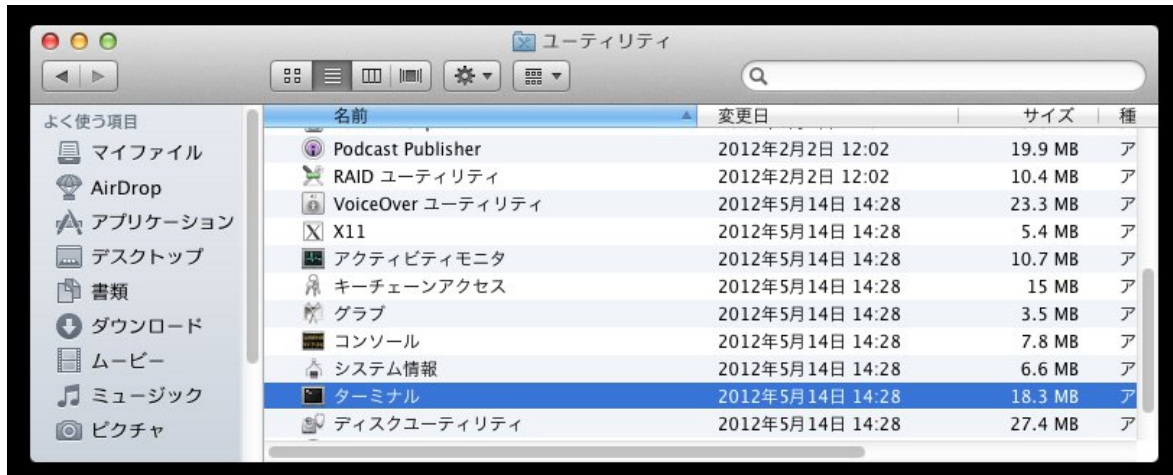 ユーティリティ
よく使う項目
マイファイル
AirDrop
アプリケーション
デスクトップ
書類
ダウンロード
ムービー
ミュージック
ピクチャ
名前 変更日 サイズ 種
Podcast Publisher 2012年2月2日 12:02 19.9 MB ア
RAID ユーティリティ 2012年2月2日 12:02 10.4 MB ア
VoiceOver ユーティリティ 2012年5月14日 14:28 23.3 MB ア
X11 2012年5月14日 14:28 5.4 MB ア
アクティビティモニタ 2012年5月14日 14:28 10.7 MB ア
キーチェーンアクセス 2012年5月14日 14:28 15 MB ア
グラブ 2012年5月14日 14:28 3.5 MB ア
コンソール 2012年5月14日 14:28 7.8 MB ア
システム情報 2012年5月14日 14:28 6.6 MB ア
ターミナル 2012年5月14日 14:28 18.3 MB ア
ディスクユーティリティ 2012年5月14日 14:28 27.4 MB ア